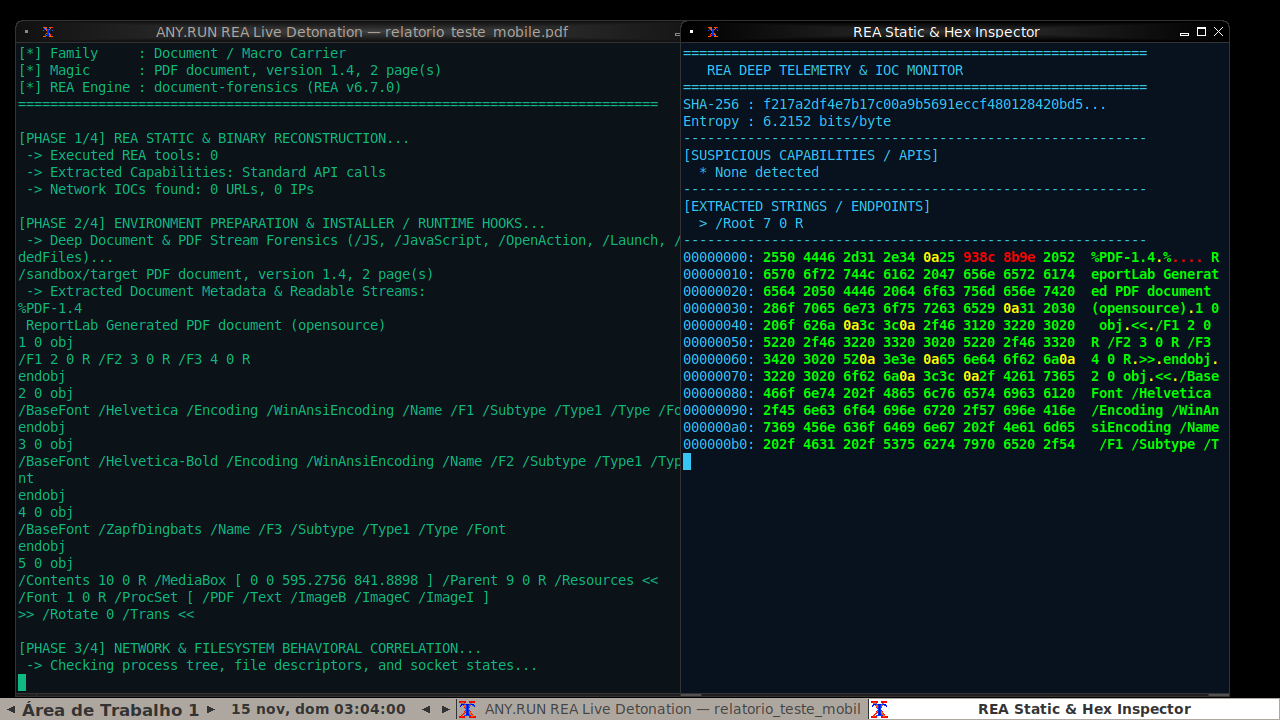 ANY.RUN REA Live Detonation — relatorio_teste_mobile.pdf
[*] Family     : Document / Macro Carrier
[*] Magic      : PDF document, version 1.4, 2 page(s)
[*] REA Engine : document-forensics (REA v6.7.0)
================================================================================
[PHASE 1/4] REA STATIC & BINARY RECONSTRUCTION...
 -> Executed REA tools: 0
 -> Extracted Capabilities: Standard API calls
 -> Network IOCs found: 0 URLs, 0 IPs
[PHASE 2/4] ENVIRONMENT PREPARATION & INSTALLER / RUNTIME HOOKS...
 -> Deep Document & PDF Stream Forensics (/JS, /JavaScript, /OpenAction, /Launch, /
dedFiles)...
/sandbox/target PDF document, version 1.4, 2 page(s)
 -> Extracted Document Metadata & Readable Streams:
%PDF-1.4
 ReportLab Generated PDF document (opensource)
1 0 obj
/F1 2 0 R /F2 3 0 R /F3 4 0 R
endobj
2 0 obj
/BaseFont /Helvetica /Encoding /WinAnsiEncoding /Name /F1 /Subtype /Type1 /Type /Fo
endobj
3 0 obj
/BaseFont /Helvetica-Bold /Encoding /WinAnsiEncoding /Name /F2 /Subtype /Type1 /Typ
nt
endobj
4 0 obj
/BaseFont /ZapfDingbats /Name /F3 /Subtype /Type1 /Type /Font
endobj
5 0 obj
/Contents 10 0 R /MediaBox [ 0 0 595.2756 841.8898 ] /Parent 9 0 R /Resources <<
/Font 1 0 R /ProcSet [ /PDF /Text /ImageB /ImageC /ImageI ]
>> /Rotate 0 /Trans <<
[PHASE 3/4] NETWORK & FILESYSTEM BEHAVIORAL CORRELATION...
 -> Checking process tree, file descriptors, and socket states...
REA Static & Hex Inspector
==========================================================
   REA DEEP TELEMETRY & IOC MONITOR
==========================================================
SHA-256 : f217a2df4e7b17c00a9b5691eccf480128420bd5...
Entropy : 6.2152 bits/byte
----------------------------------------------------------
[SUSPICIOUS CAPABILITIES / APIS]
  * None detected
----------------------------------------------------------
[EXTRACTED STRINGS / ENDPOINTS]
  > /Root 7 0 R
----------------------------------------------------------
00000000: 2550 4446 2d31 2e34 0a25 938c 8b9e 2052  %PDF-1.4.%.... R
00000010: 6570 6f72 744c 6162 2047 656e 6572 6174  eportLab Generat
00000020: 6564 2050 4446 2064 6f63 756d 656e 7420  ed PDF document
00000030: 286f 7065 6e73 6f75 7263 6529 0a31 2030  (opensource).1 0
00000040: 206f 626a 0a3c 3c0a 2f46 3120 3220 3020   obj.<<./F1 2 0
00000050: 5220 2f46 3220 3320 3020 5220 2f46 3320  R /F2 3 0 R /F3
00000060: 3420 3020 520a 3e3e 0a65 6e64 6f62 6a0a  4 0 R.>>.endobj.
00000070: 3220 3020 6f62 6a0a 3c3c 0a2f 4261 7365  2 0 obj.<<./Base
00000080: 466f 6e74 202f 4865 6c76 6574 6963 6120  Font /Helvetica
00000090: 2f45 6e63 6f64 696e 6720 2f57 696e 416e  /Encoding /WinAn
000000a0: 7369 456e 636f 6469 6e67 202f 4e61 6d65  siEncoding /Name
000000b0: 202f 4631 202f 5375 6274 7970 6520 2f54   /F1 /Subtype /T
Área de Trabalho 1
15 nov, dom 03:04:00
ANY.RUN REA Live Detonation — relatorio_teste_mobil
REA Static & Hex Inspector